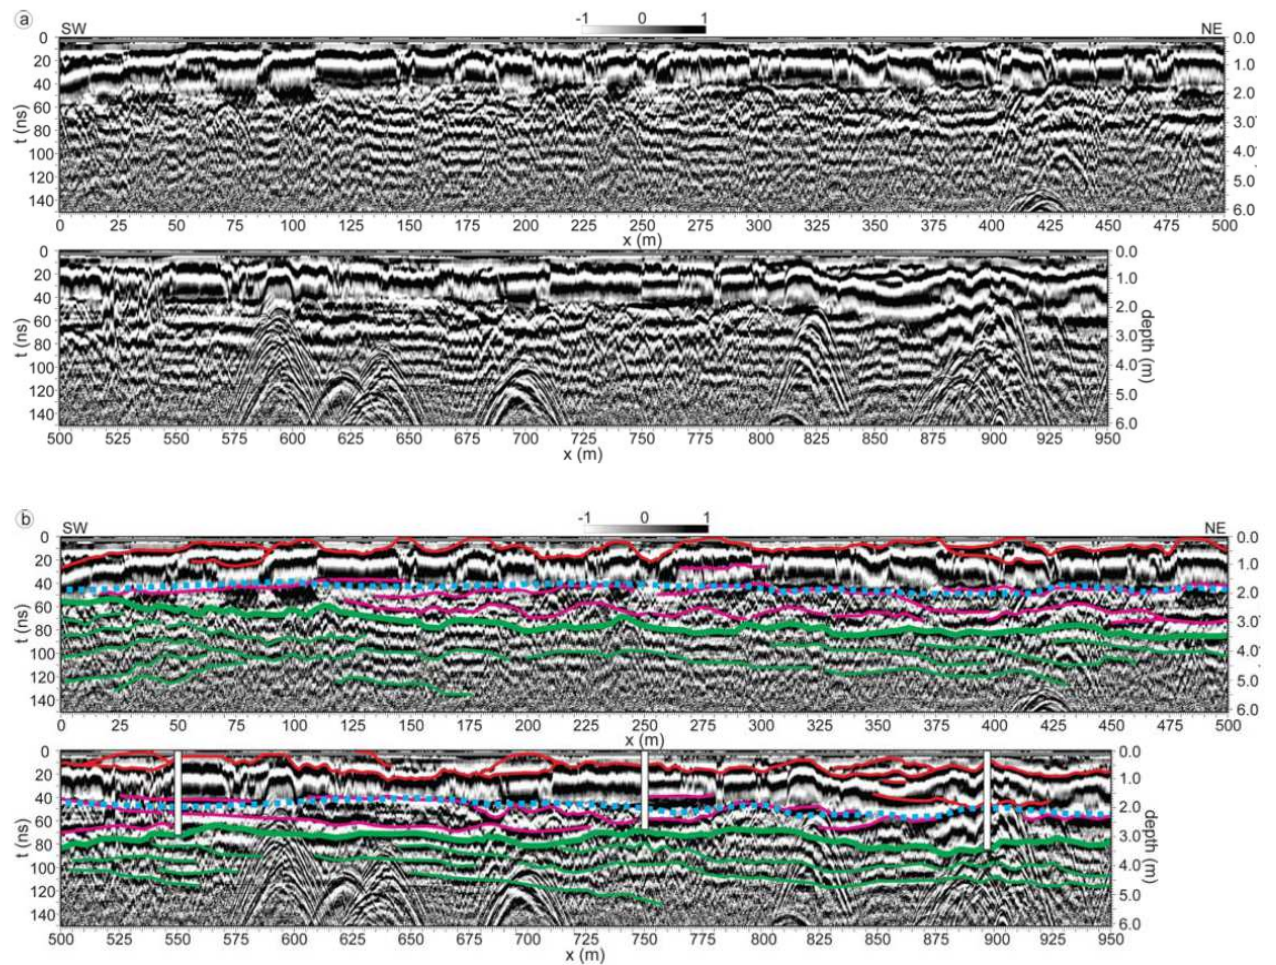 a
SW
-1 0 1
NE
0 20 40 60 80 100 120 140
t (ns)
0.0 1.0 2.0 3.0 4.0 5.0 6.0
0 25 50 75 100 125 150 175 200 225 250 275 300 325 350 375 400 425 450 475 500
x (m)
0 20 40 60 80 100 120 140
t (ns)
0.0 1.0 2.0 3.0 4.0 5.0 6.0
depth (m)
500 525 550 575 600 625 650 675 700 725 750 775 800 825 850 875 900 925 950
x (m)
b
SW
-1 0 1
NE
0 20 40 60 80 100 120 140
t (ns)
0.0 1.0 2.0 3.0 4.0 5.0 6.0
0 25 50 75 100 125 150 175 200 225 250 275 300 325 350 375 400 425 450 475 500
x (m)
0 20 40 60 80 100 120 140
t (ns)
0.0 1.0 2.0 3.0 4.0 5.0 6.0
depth (m)
500 525 550 575 600 625 650 675 700 725 750 775 800 825 850 875 900 925 950
x (m)